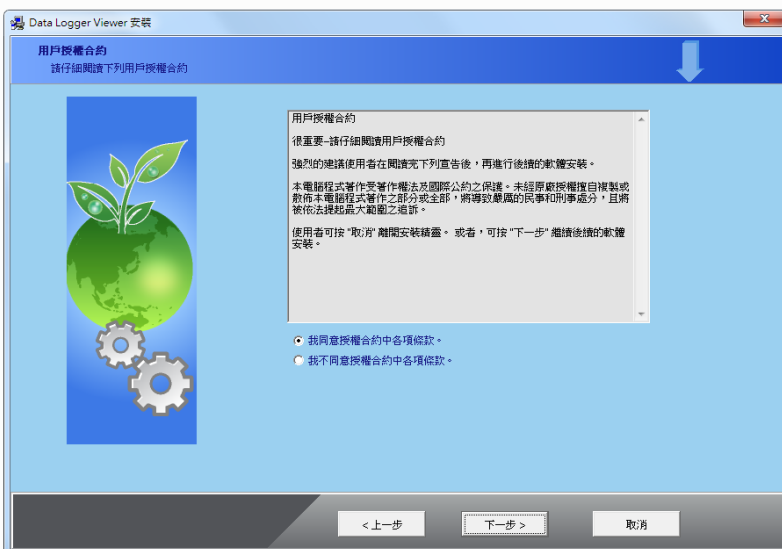 Data Logger Viewer 安裝
用戶授權合約
請仔細閱讀下列用戶授權合約
用戶授權合約
很重要–請仔細閱讀用戶授權合約
強烈的建議使用者在閱讀完下列宣告後，再進行後續的軟體安裝。
本電腦程式著作受著作權法及國際公約之保護。未經原廠授權擅自複製或
散佈本電腦程式著作之部分或全部，將導致嚴厲的民事和刑事處分，且將
被依法提起最大範圍之追訴。
使用者可按 "取消" 離開安裝精靈。 或者，可按 "下一步" 繼續後續的軟體
安裝。
我同意授權合約中各項條款。
我不同意授權合約中各項條款。
<上一步
下一步 >
取消